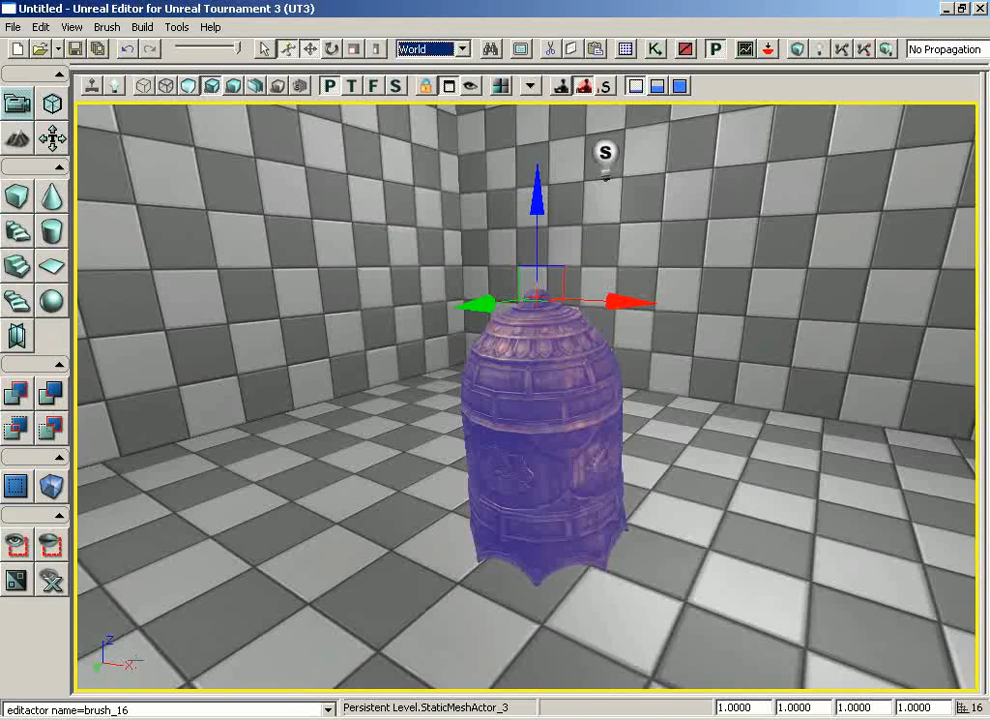 Untitled - Unreal Editor for Unreal Tournament 3 (UT3)
File Edit View Brush Build Tools Help
World
P
No Propagation
P T F S
S
S
Z
X
editactor name=brush_16
Persistent Level.StaticMeshActor_3
1.0000 1.0000 1.0000 1.0000 16